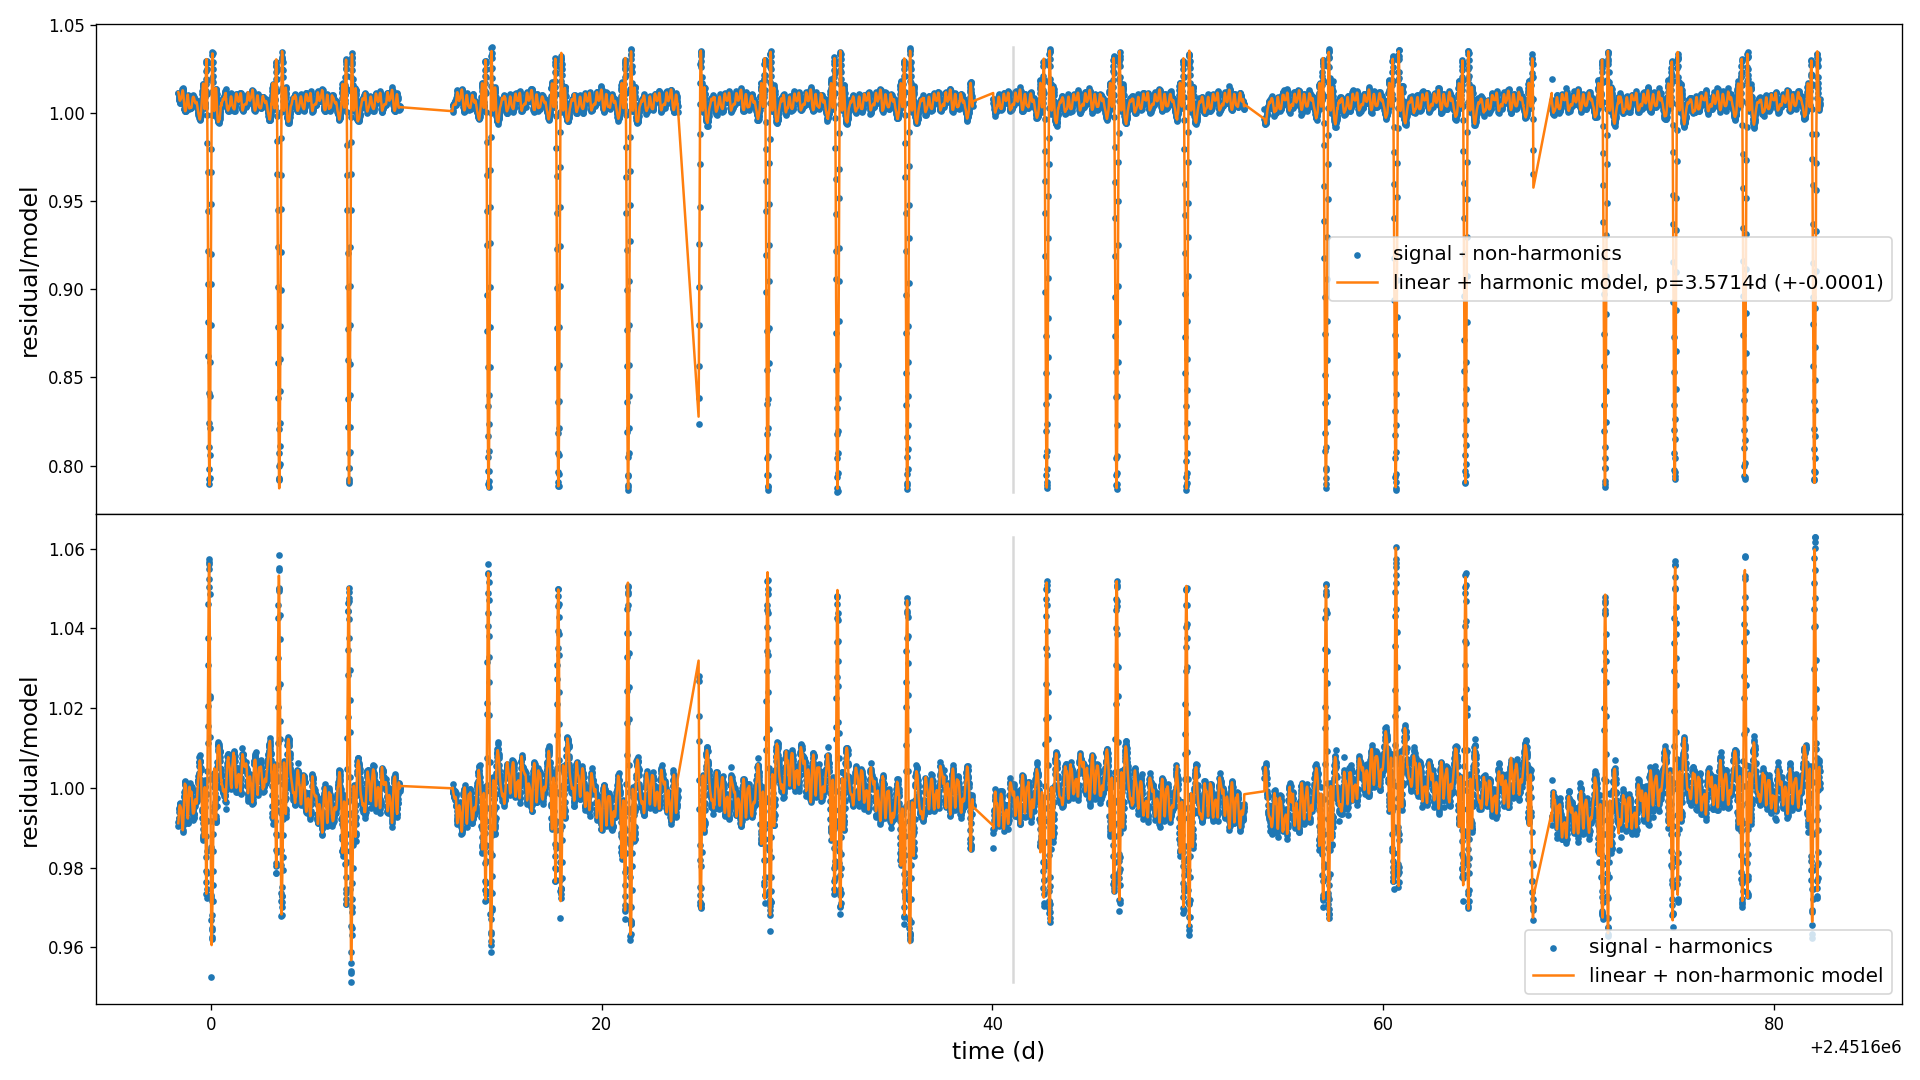 1.05
1.00
0.95
0.90
0.85
0.80
residual/model
signal - non-harmonics
linear + harmonic model, p=3.5714d (+-0.0001)
1.06
1.04
1.02
1.00
0.98
0.96
residual/model
signal - harmonics
linear + non-harmonic model
0 20 40 60 80
time (d)
+2.4516e6